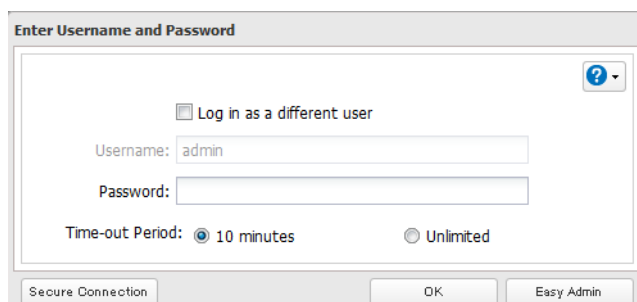 Enter Username and Password
?
Log in as a different user
Username: admin
Password:
Time-out Period: 10 minutes Unlimited
Secure Connection OK Easy Admin